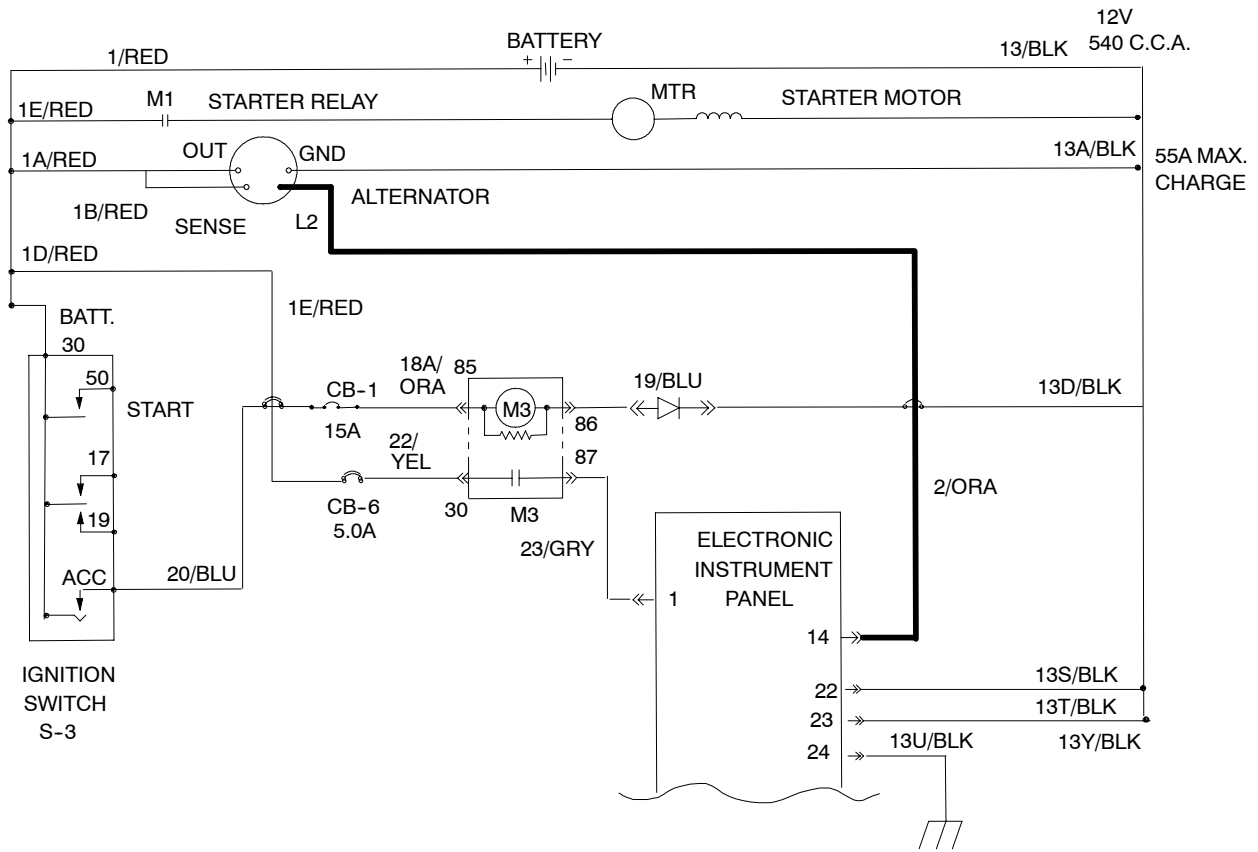 12V
540 C.C.A.
BATTERY
+ −
1/RED
13/BLK
M1
STARTER RELAY
MTR
STARTER MOTOR
1E/RED
OUT
GND
13A/BLK
1A/RED
55A MAX.
CHARGE
1B/RED
SENSE
L2
ALTERNATOR
1D/RED
1E/RED
BATT.
30
50
START
17
19
ACC
20/BLU
IGNITION
SWITCH
S-3
CB-1
15A
18A/
ORA
85
M3
86
19/BLU
13D/BLK
22/
YEL
87
CB-6
5.0A
30
M3
23/GRY
2/ORA
ELECTRONIC
INSTRUMENT
PANEL
1
14
22
13S/BLK
23
13T/BLK
24
13U/BLK
13Y/BLK